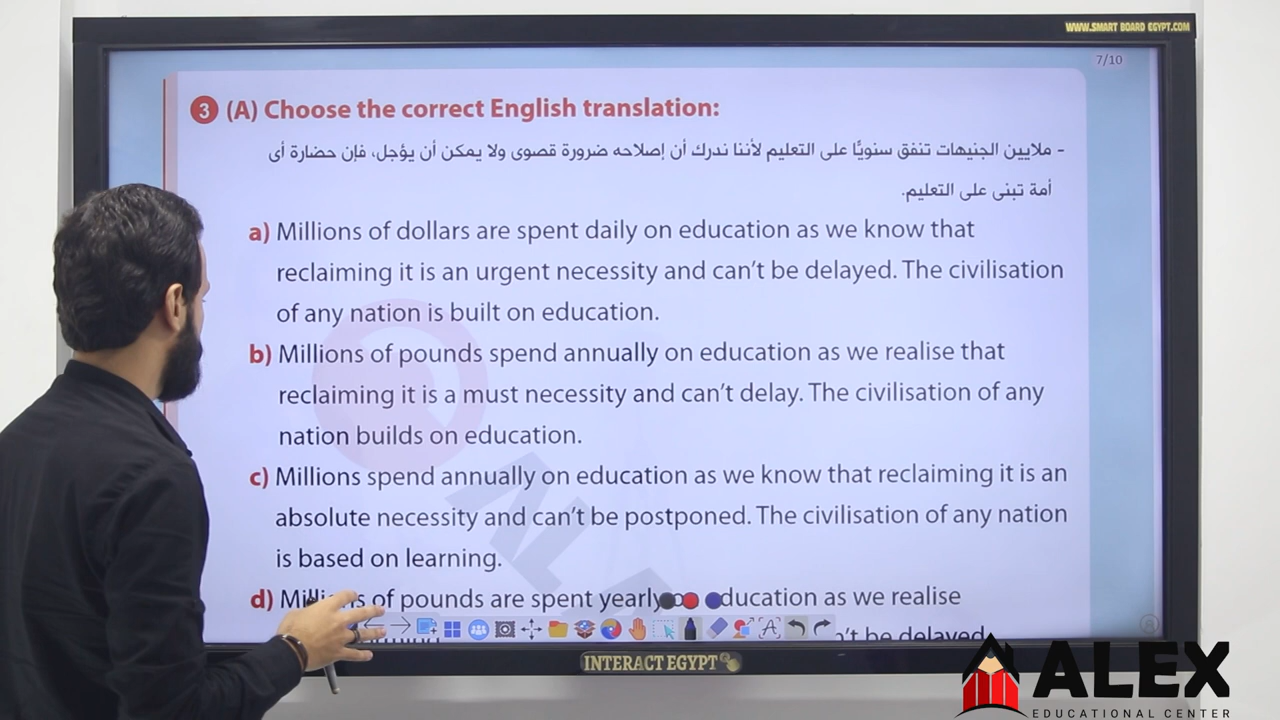 WWW.SMART BOARD EGYPT.COM
7/10
3 (A) Choose the correct English translation:
- ملايين الجنيهات تنفق سنويًا على التعليم لأننا ندرك أن إصلاحه ضرورة قصوى ولا يمكن أن يؤجل، فإن حضارة أى
أمة تبنى على التعليم.
a) Millions of dollars are spent daily on education as we know that
reclaiming it is an urgent necessity and can't be delayed. The civilisation
of any nation is built on education.
b) Millions of pounds spend annually on education as we realise that
reclaiming it is a must necessity and can't delay. The civilisation of any
nation builds on education.
c) Millions spend annually on education as we know that reclaiming it is an
absolute necessity and can't be postponed. The civilisation of any nation
is based on learning.
d) Millions of pounds are spent yearly education as we realise
be delayed
INTERACT EGYPT
ALEX
EDUCATIONAL CENTER